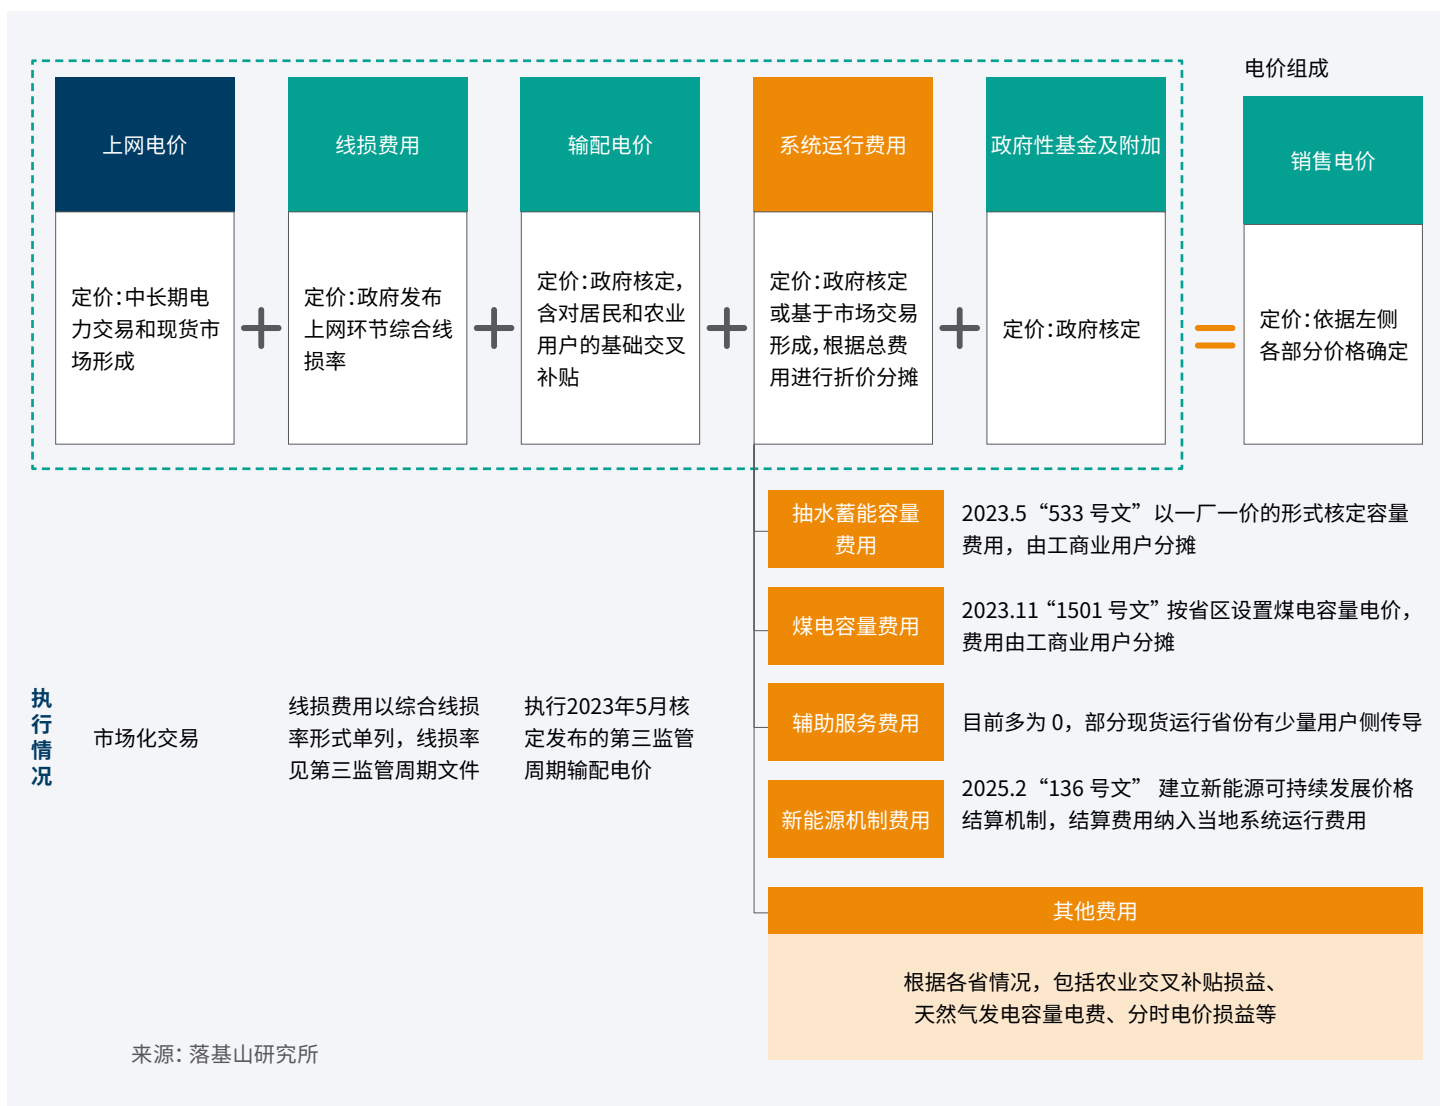 电价组成
上网电价
定价：中长期电
力交易和现货市
场形成
线损费用
定价：政府发布
上网环节综合线
损率
输配电价
定价：政府核定，
含对居民和农业
用户的基础交叉
补贴
系统运行费用
定价：政府核定
或基于市场交易
形成，根据总费
用进行折价分摊
政府性基金及附加
定价：政府核定
销售电价
定价：依据左侧
各部分价格确定
执行情况
市场化交易
线损费用以综合线损
率形式单列，线损率
见第三监管周期文件
执行2023年5月核
定发布的第三监管
周期输配电价
抽水蓄能容量
费用
2023.5“533 号文”以一厂一价的形式核定容量
费用，由工商业用户分摊
煤电容量费用
2023.11“1501 号文”按省区设置煤电容量电价，
费用由工商业用户分摊
辅助服务费用
目前多为 0，部分现货运行省份有少量用户侧传导
新能源机制费用
2025.2“136 号文” 建立新能源可持续发展价格
结算机制，结算费用纳入当地系统运行费用
其他费用
根据各省情况，包括农业交叉补贴损益、
天然气发电容量电费、分时电价损益等
来源：落基山研究所